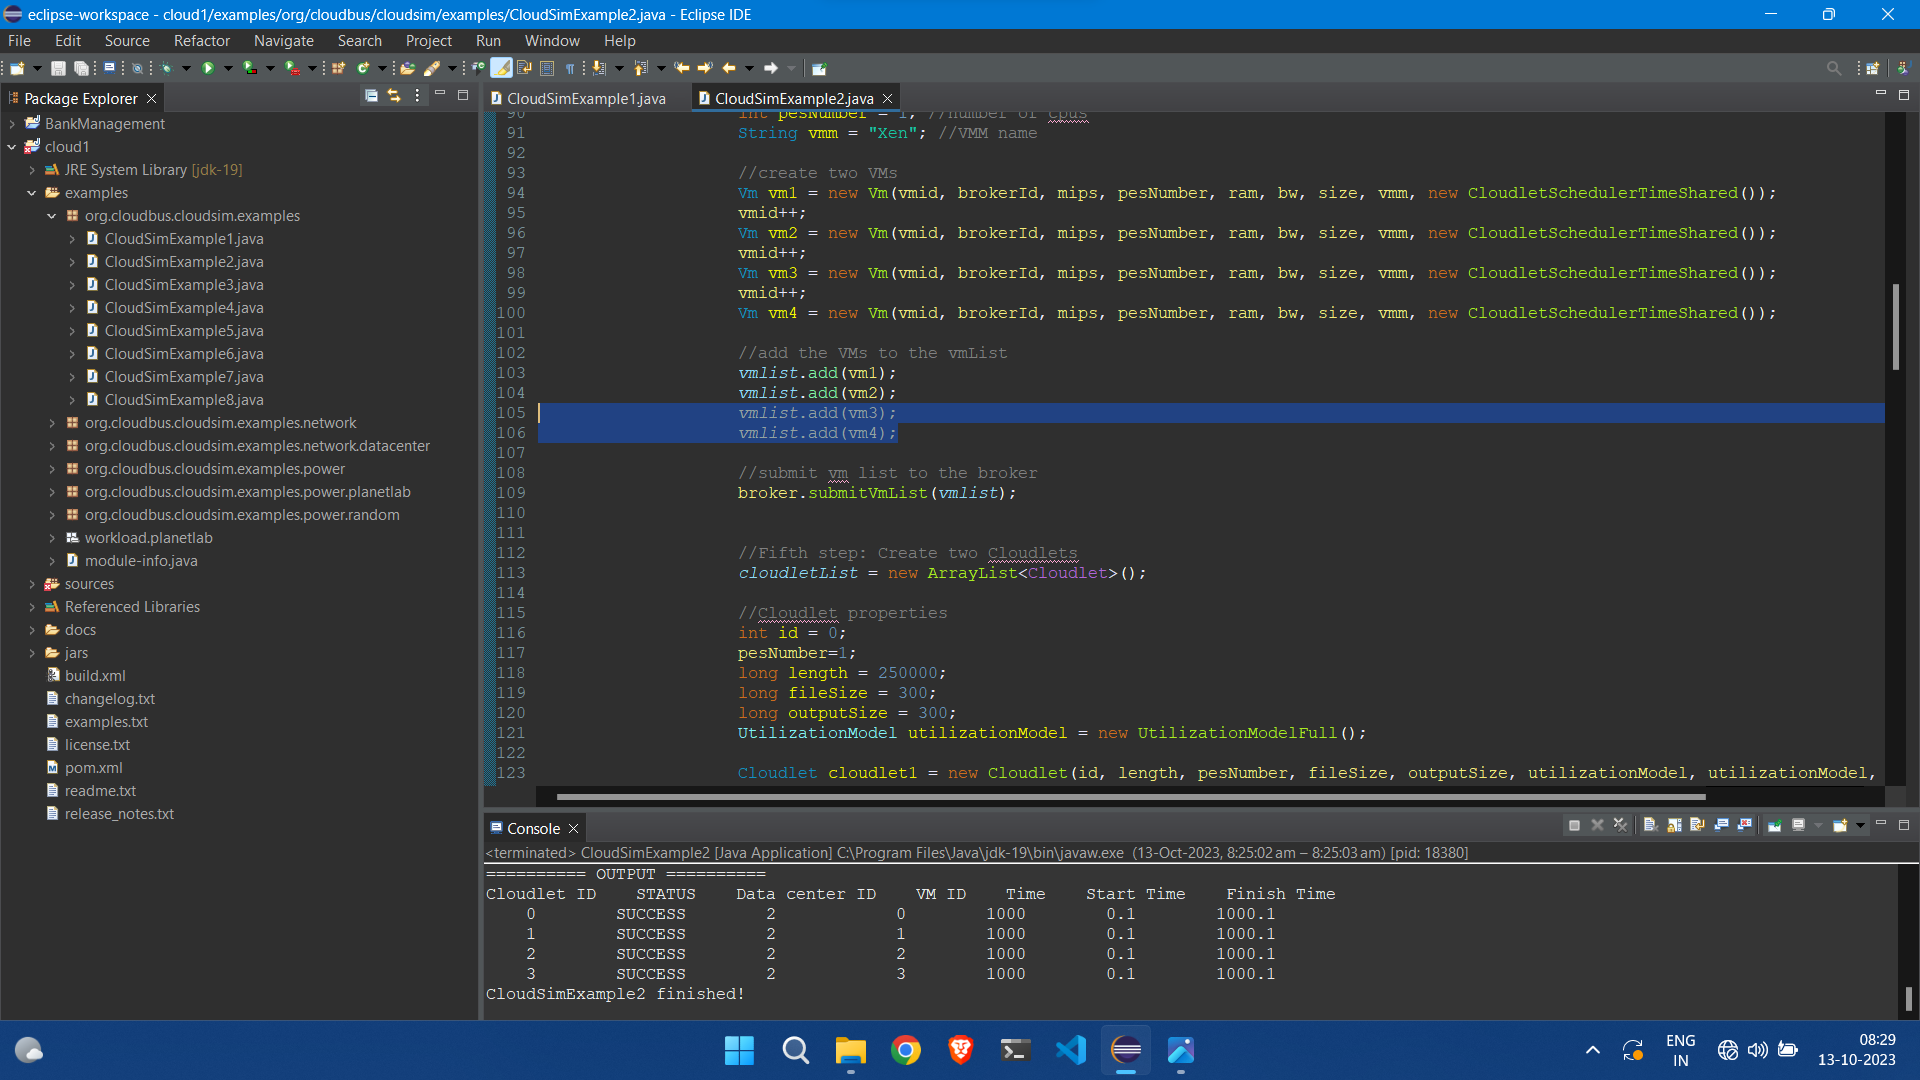 eclipse-workspace - cloud1/examples/org/cloudbus/cloudsim/examples/CloudSimExample2.java - Eclipse IDE
File Edit Source Refactor Navigate Search Project Run Window Help
Package Explorer
BankManagement
cloud1
JRE System Library [jdk-19]
examples
org.cloudbus.cloudsim.examples
CloudSimExample1.java
CloudSimExample2.java
CloudSimExample3.java
CloudSimExample4.java
CloudSimExample5.java
CloudSimExample6.java
CloudSimExample7.java
CloudSimExample8.java
org.cloudbus.cloudsim.examples.network
org.cloudbus.cloudsim.examples.network.datacenter
org.cloudbus.cloudsim.examples.power
org.cloudbus.cloudsim.examples.power.planetlab
org.cloudbus.cloudsim.examples.power.random
workload.planetlab
module-info.java
sources
Referenced Libraries
docs
jars
build.xml
changelog.txt
examples.txt
license.txt
pom.xml
readme.txt
release_notes.txt
CloudSimExample1.java CloudSimExample2.java
90 int pesNumber = 1; //number of cpus
91 String vmm = "Xen"; //VMM name
92
93 //create two VMs
94 Vm vm1 = new Vm(vmid, brokerId, mips, pesNumber, ram, bw, size, vmm, new CloudletSchedulerTimeShared());
95 vmid++;
96 Vm vm2 = new Vm(vmid, brokerId, mips, pesNumber, ram, bw, size, vmm, new CloudletSchedulerTimeShared());
97 vmid++;
98 Vm vm3 = new Vm(vmid, brokerId, mips, pesNumber, ram, bw, size, vmm, new CloudletSchedulerTimeShared());
99 vmid++;
100 Vm vm4 = new Vm(vmid, brokerId, mips, pesNumber, ram, bw, size, vmm, new CloudletSchedulerTimeShared());
101
102 //add the VMs to the vmList
103 vmlist.add(vm1);
104 vmlist.add(vm2);
105 vmlist.add(vm3);
106 vmlist.add(vm4);
107
108 //submit vm list to the broker
109 broker.submitVmList(vmlist);
110
111
112 //Fifth step: Create two Cloudlets
113 cloudletList = new ArrayList<Cloudlet>();
114
115 //Cloudlet properties
116 int id = 0;
117 pesNumber=1;
118 long length = 250000;
119 long fileSize = 300;
120 long outputSize = 300;
121 UtilizationModel utilizationModel = new UtilizationModelFull();
122
123 Cloudlet cloudlet1 = new Cloudlet(id, length, pesNumber, fileSize, outputSize, utilizationModel, utilizationModel,
Console
<terminated> CloudSimExample2 [Java Application] C:\Program Files\Java\jdk-19\bin\javaw.exe (13-Oct-2023, 8:25:02 am – 8:25:03 am) [pid: 18380]
========== OUTPUT ==========
Cloudlet ID STATUS Data center ID VM ID Time Start Time Finish Time
0 SUCCESS 2 0 1000 0.1 1000.1
1 SUCCESS 2 1 1000 0.1 1000.1
2 SUCCESS 2 2 1000 0.1 1000.1
3 SUCCESS 2 3 1000 0.1 1000.1
CloudSimExample2 finished!
ENG
IN
08:29
13-10-2023